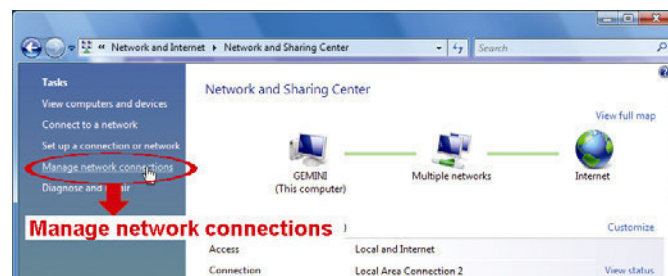 Network and Internet ▸ Network and Sharing Center
Search
Tasks
View computers and devices
Connect to a network
Set up a connection or network
Manage network connections
Diagnose and
Network and Sharing Center
View full map
GEMINI
(This computer)
Multiple networks
Internet
Manage network connections
)
Customize
Access
Local and Internet
Connection
Local Area Connection 2
View status